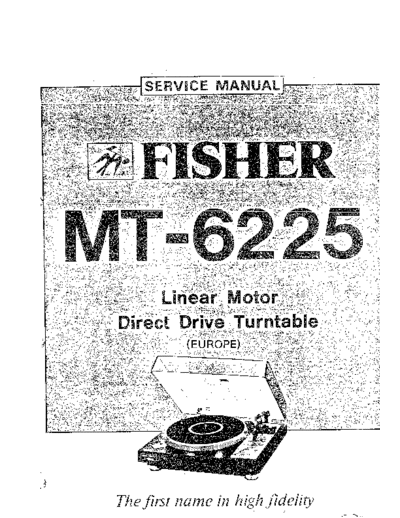 SERVICE MANUAL
FISHER
MT-6225
Linear Motor
Direct Drive Turntable
(EUROPE)
The first name in high fidelity